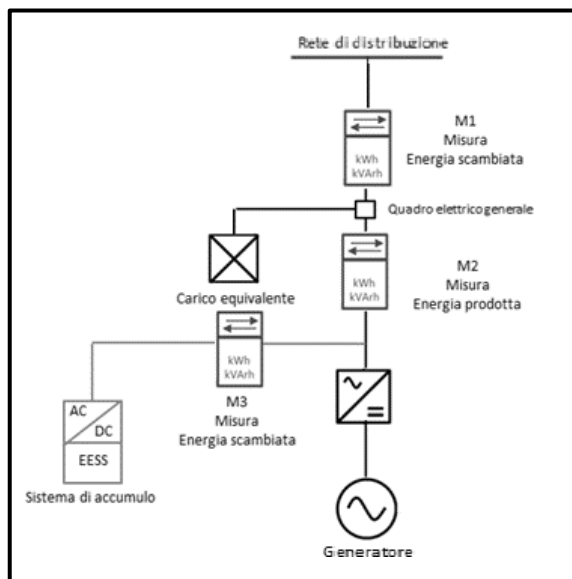 Rete di distribuzione
M1
Misura
Energia scambiata
kWh
kVArh
Quadro elettrico generale
M2
Misura
Energia prodotta
kWh
kVArh
Carico equivalente
kWh
kVArh
M3
Misura
Energia scambiata
AC
DC
EESS
Sistema di accumulo
Generatore